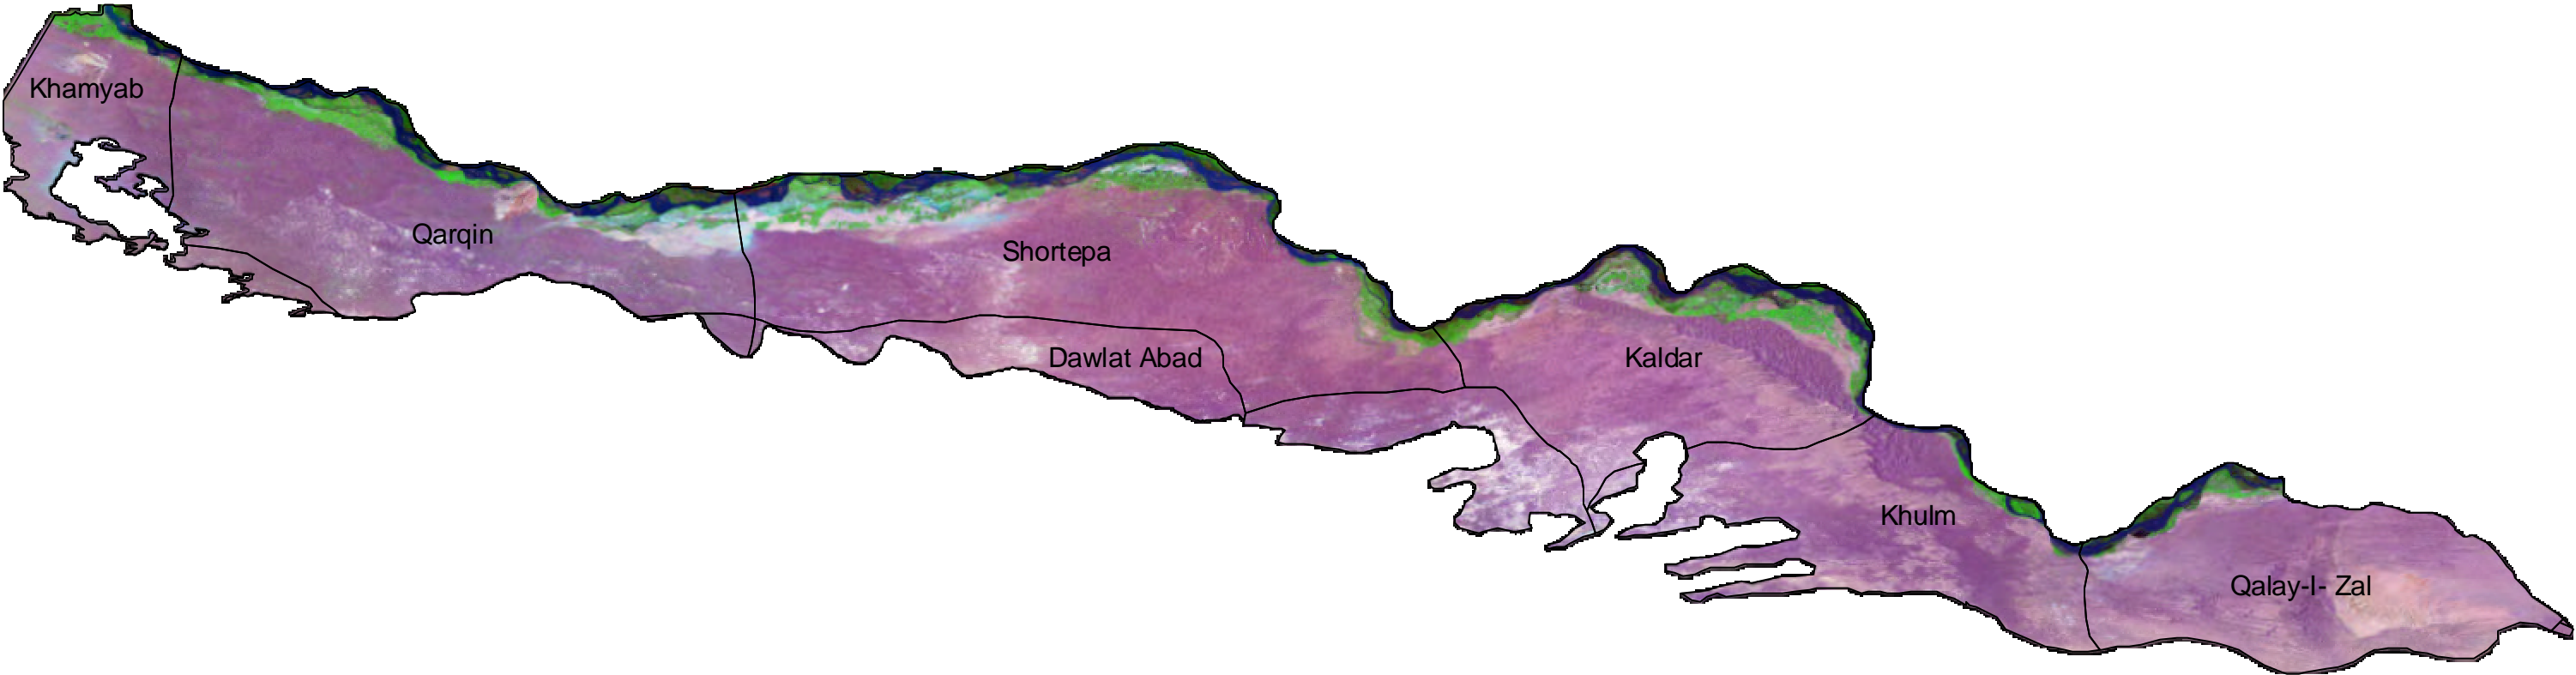 Khamyab
Qarqin
Shortepa
Dawlat Abad
Kaldar
Khulm
Qalay-I- Zal